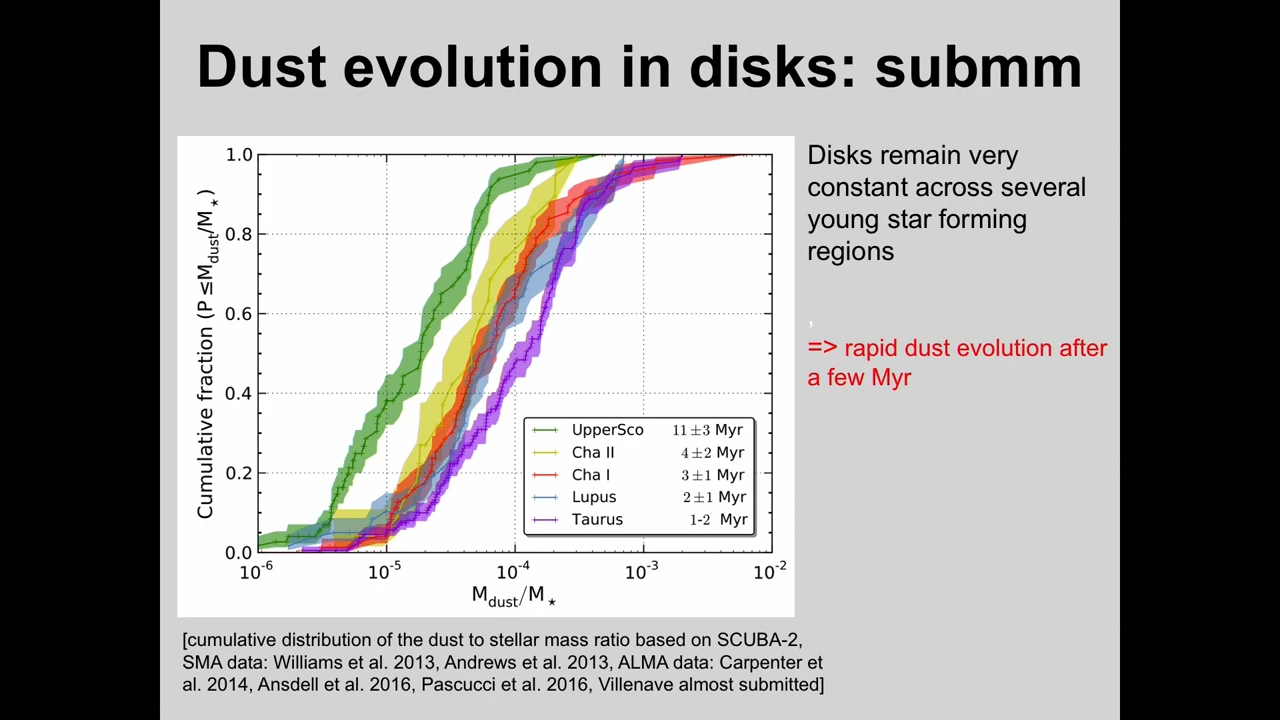 Dust evolution in disks: submm
Disks remain very
constant across several
young star forming
regions
,
=> rapid dust evolution after
a few Myr
Cumulative fraction (P ≤M_dust/M_⋆)
1.0
0.8
0.6
0.4
0.2
0.0
UpperSco 11±3 Myr
Cha II 4±2 Myr
Cha I 3±1 Myr
Lupus 2±1 Myr
Taurus 1-2 Myr
10^-6 10^-5 10^-4 10^-3 10^-2
M_dust/M_⋆
[cumulative distribution of the dust to stellar mass ratio based on SCUBA-2,
SMA data: Williams et al. 2013, Andrews et al. 2013, ALMA data: Carpenter et
al. 2014, Ansdell et al. 2016, Pascucci et al. 2016, Villenave almost submitted]